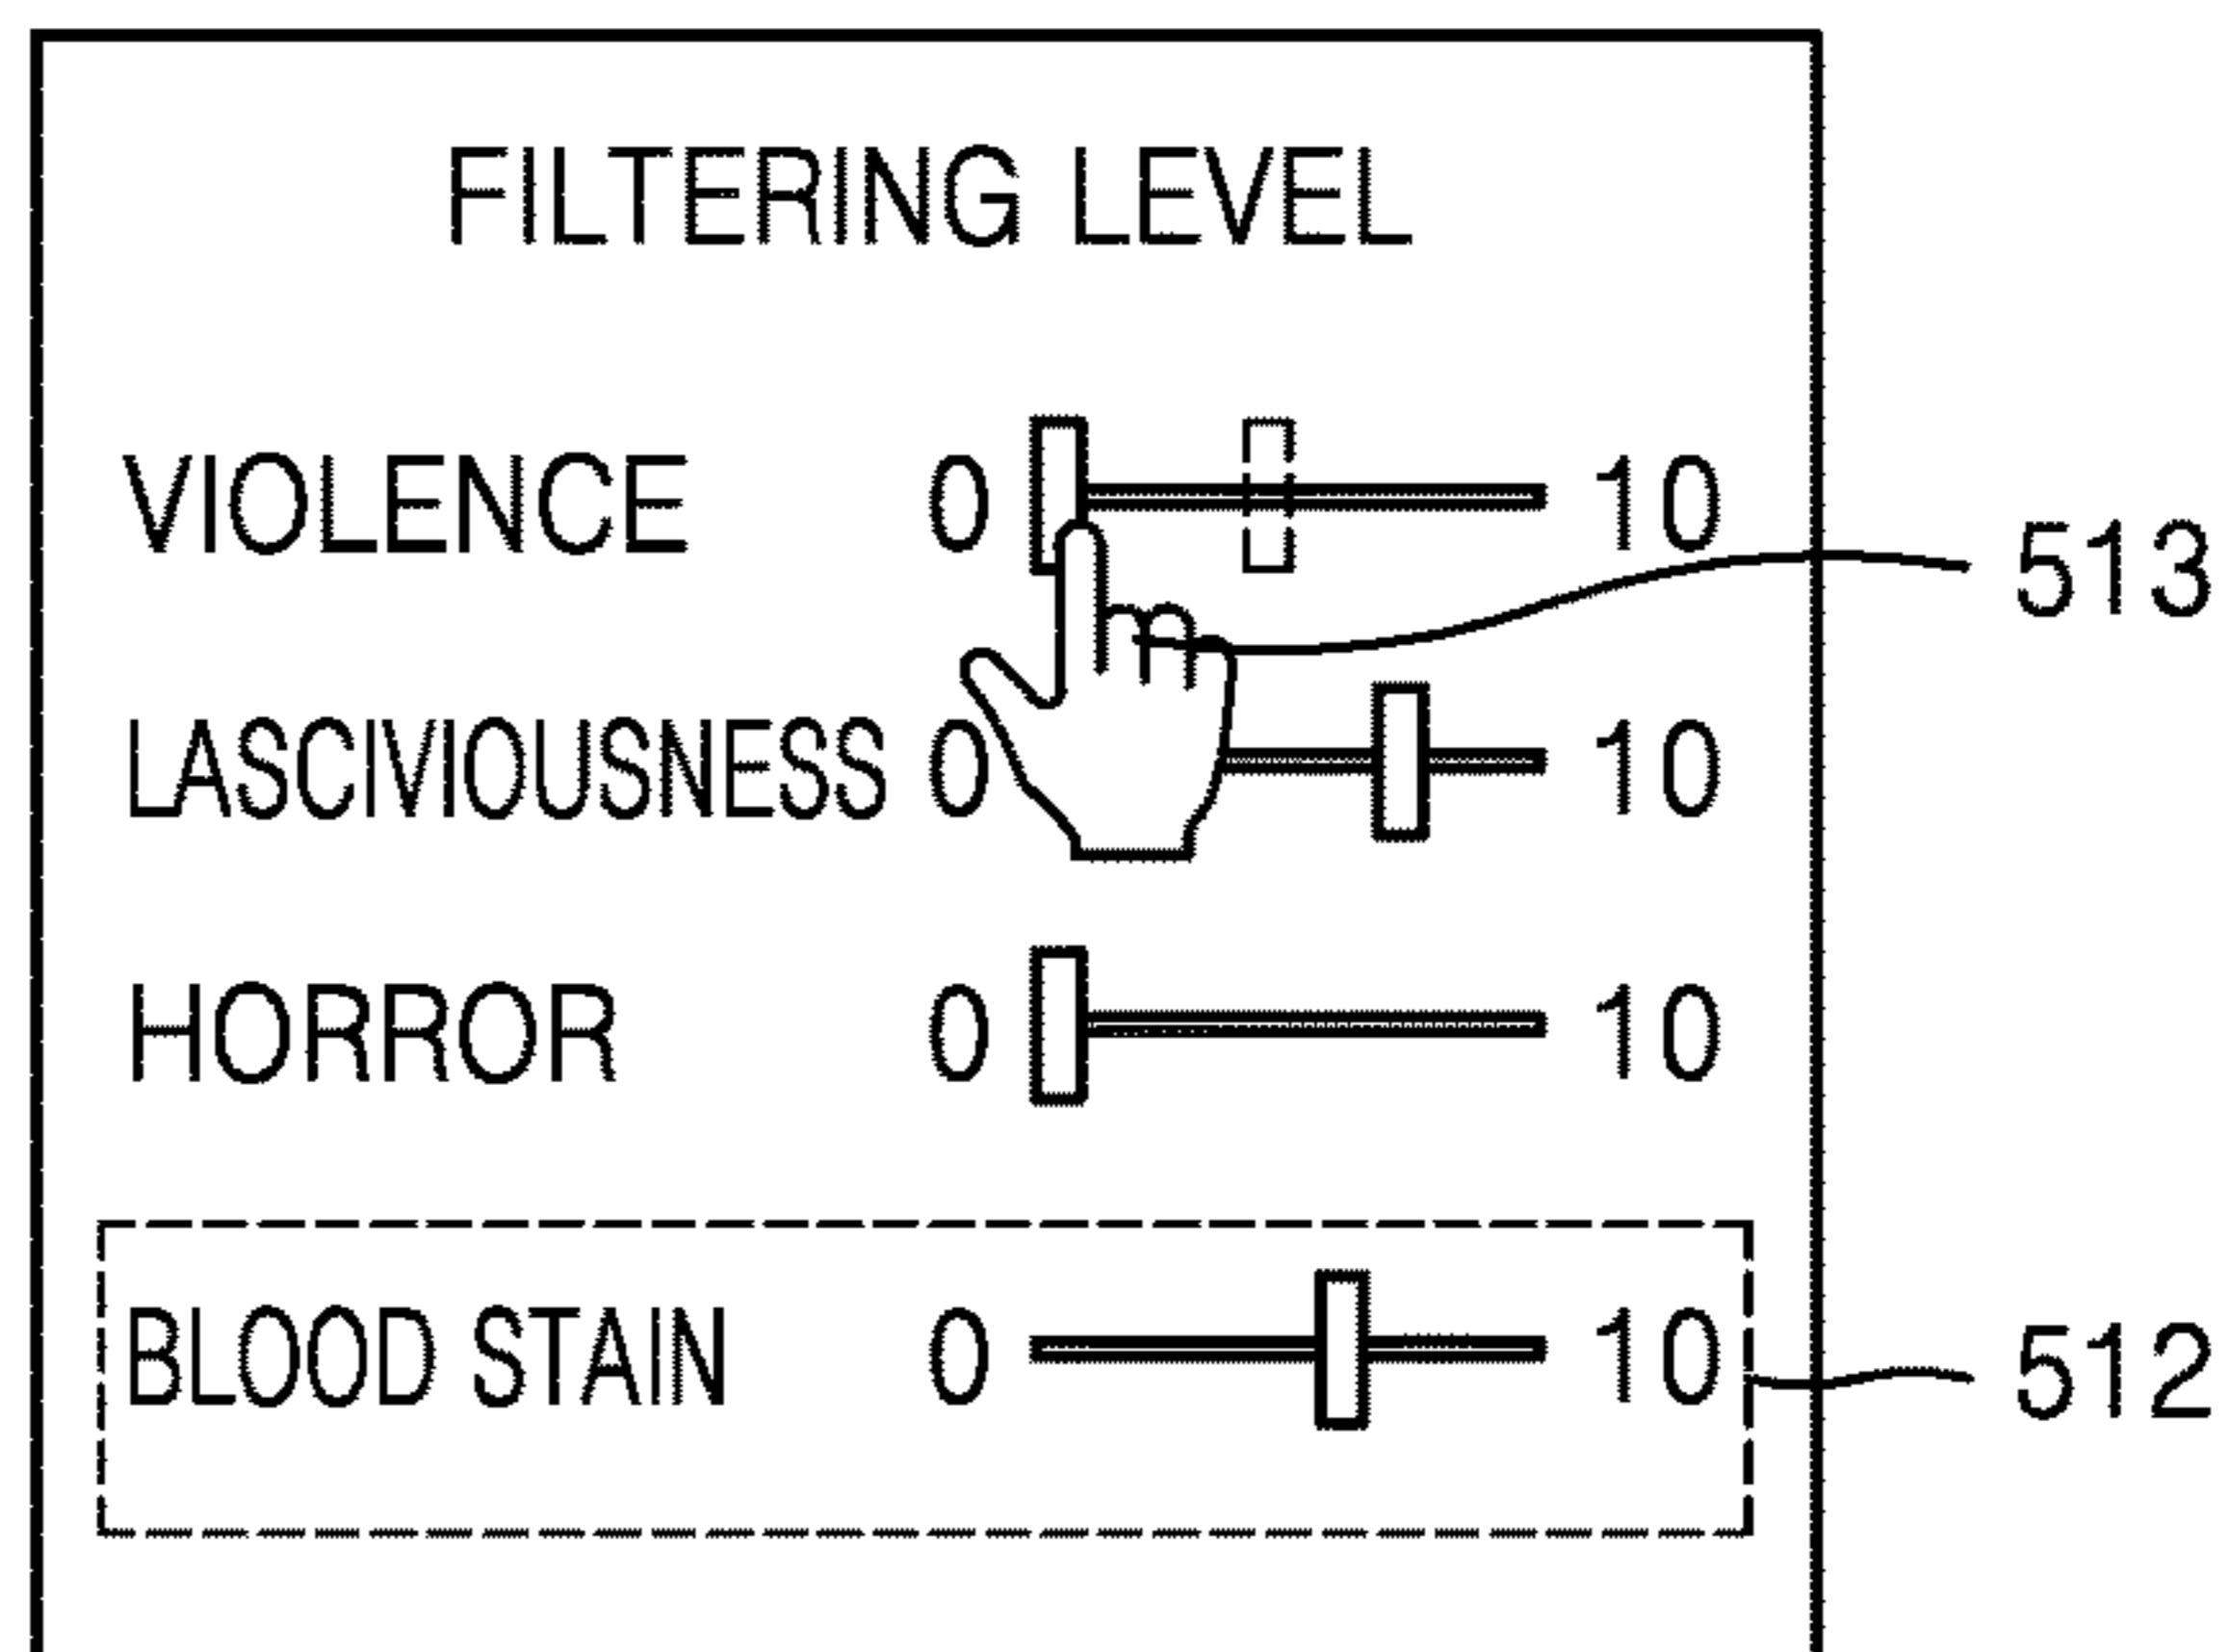 FILTERING LEVEL
VIOLENCE 0 10
513
LASCIVIOUSNESS 0 10
HORROR 0 10
BLOOD STAIN 0 10
512